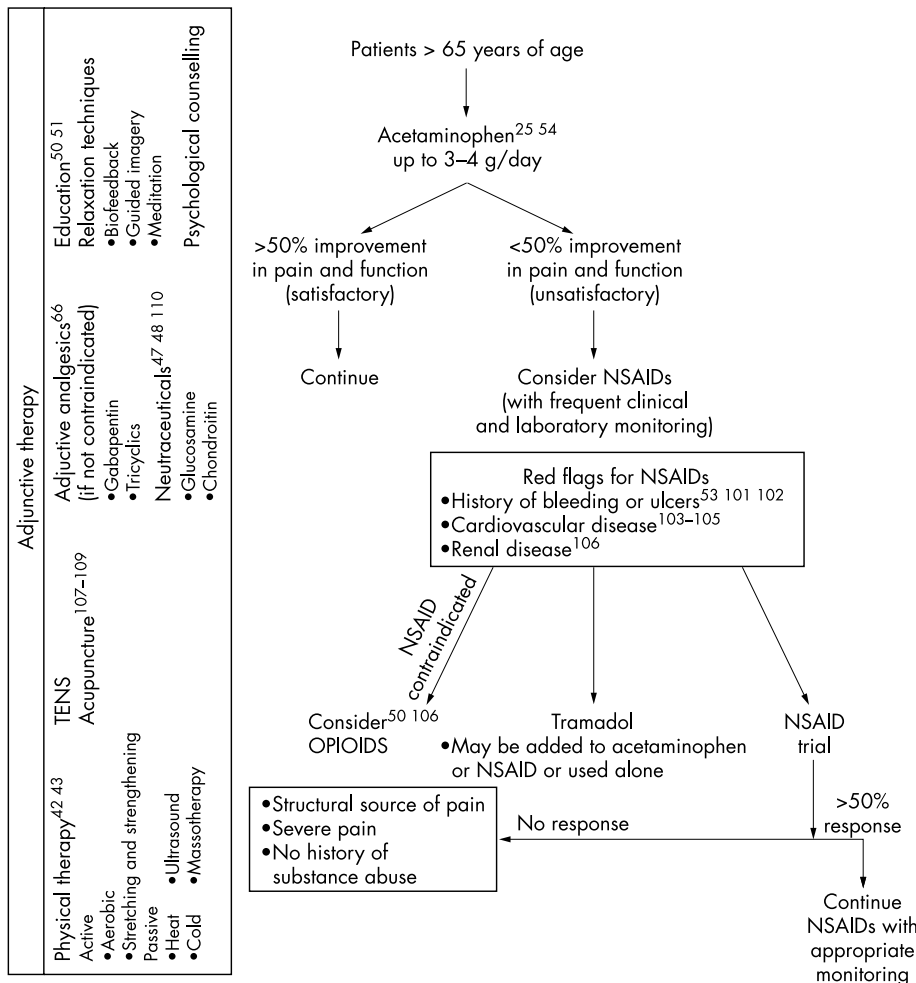 Adjunctive therapy
Physical therapy42 43
Active
•Aerobic
•Stretching and strengthening
Passive
•Heat •Ultrasound
•Cold •Massotherapy
TENS
Acupuncture107–109
Adjuctive analgesics66
(if not contraindicated)
•Gabapentin
•Tricyclics
Neutraceuticals47 48 110
•Glucosamine
•Chondroitin
Education50 51
Relaxation techniques
•Biofeedback
•Guided imagery
•Meditation
Psychological counselling
Patients > 65 years of age
Acetaminophen25 54
up to 3–4 g/day
>50% improvement
in pain and function
(satisfactory)
<50% improvement
in pain and function
(unsatisfactory)
Continue
Consider NSAIDs
(with frequent clinical
and laboratory monitoring)
Red flags for NSAIDs
•History of bleeding or ulcers53 101 102
•Cardiovascular disease103–105
•Renal disease106
NSAID
contraindicated
Consider50 106
OPIOIDS
Tramadol
•May be added to acetaminophen
or NSAID or used alone
NSAID
trial
•Structural source of pain
•Severe pain
•No history of
substance abuse
No response
>50%
response
Continue
NSAIDs with
appropriate
monitoring